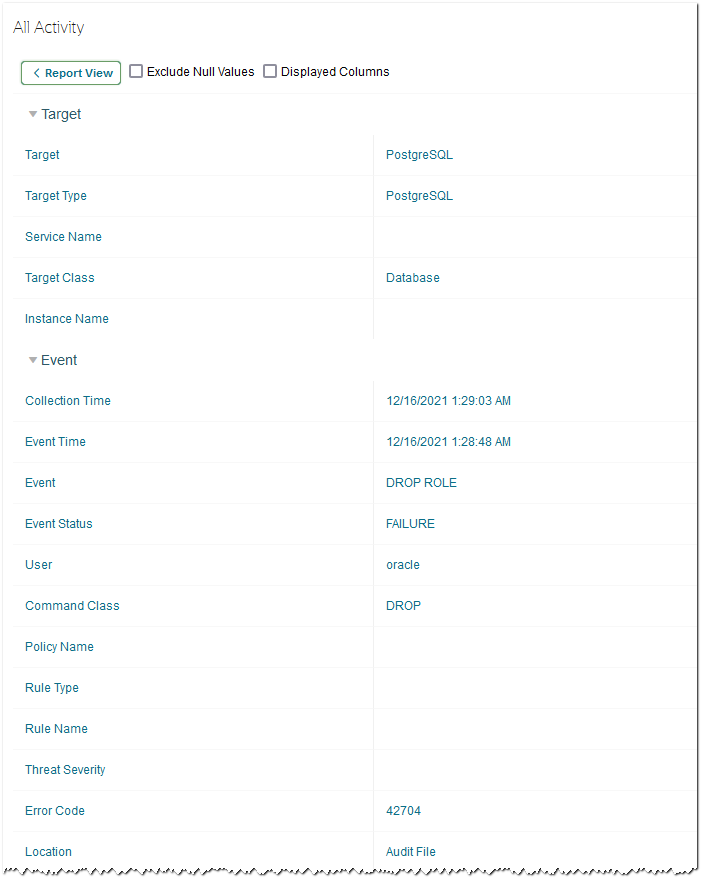 All Activity
Report View Exclude Null Values Displayed Columns
Target
Target PostgreSQL
Target Type PostgreSQL
Service Name
Target Class Database
Instance Name
Event
Collection Time 12/16/2021 1:29:03 AM
Event Time 12/16/2021 1:28:48 AM
Event DROP ROLE
Event Status FAILURE
User oracle
Command Class DROP
Policy Name
Rule Type
Rule Name
Threat Severity
Error Code 42704
Location Audit File